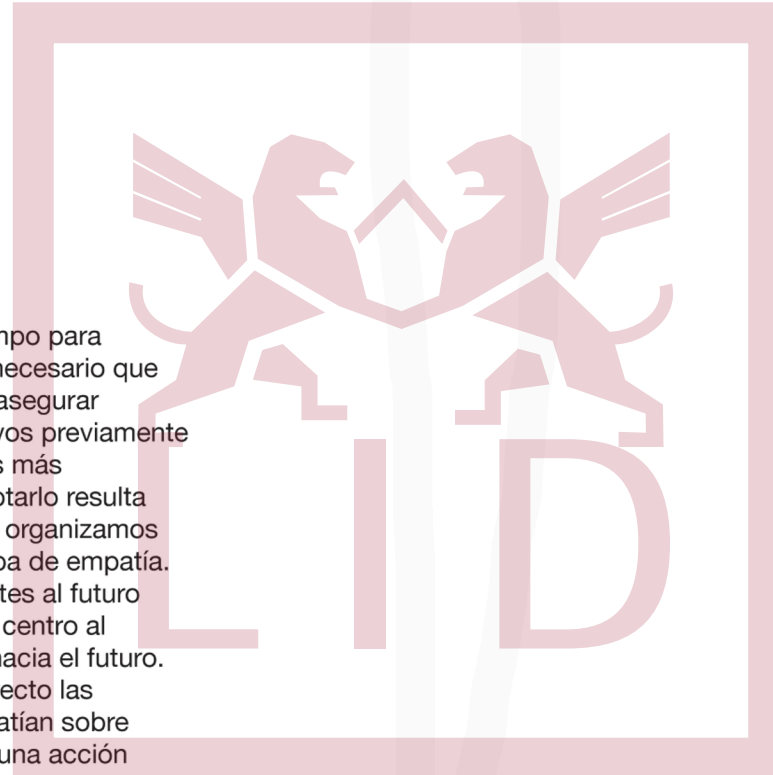 npo para
necesario que
asegurar
vos previamente
s más
ptarlo resulta
organizamos
pa de empatía.
tes al futuro
centro al
hacia el futuro.
ecto las
atían sobre
una acción
LID